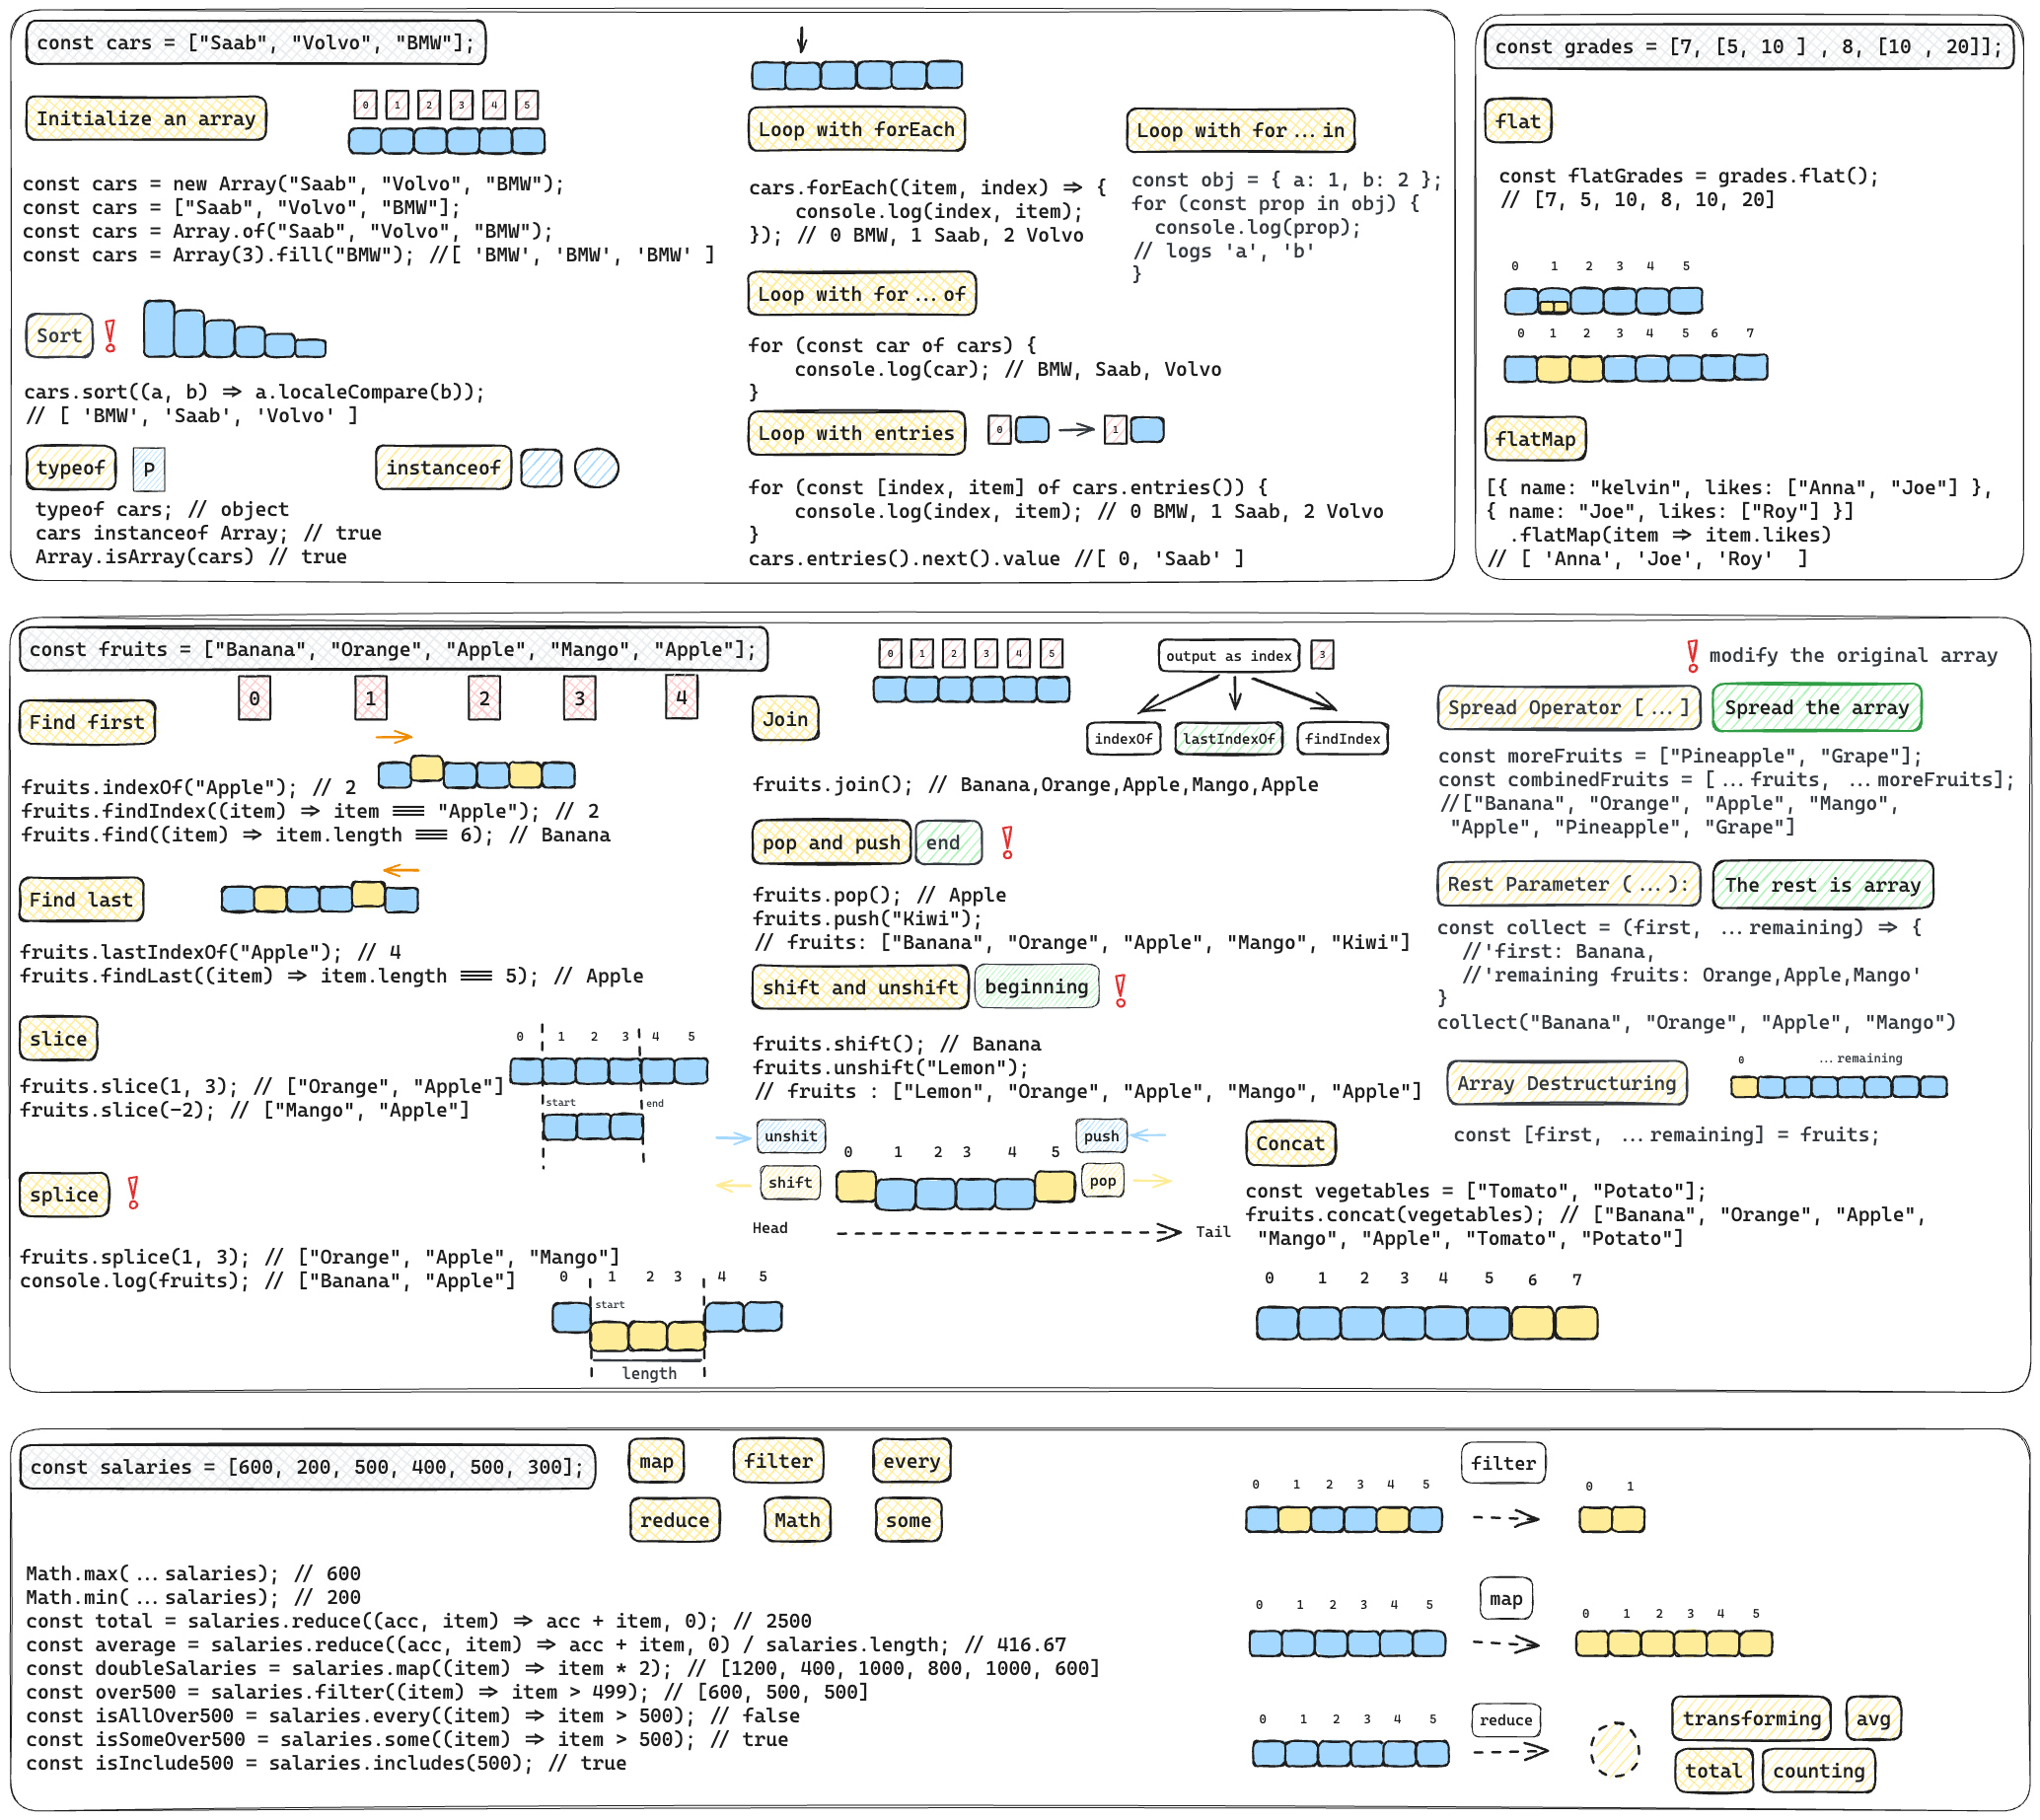 const cars = ["Saab", "Volvo", "BMW"];
Initialize an array
0 1 2 3 4 5
const cars = new Array("Saab", "Volvo", "BMW");
const cars = ["Saab", "Volvo", "BMW"];
const cars = Array.of("Saab", "Volvo", "BMW");
const cars = Array(3).fill("BMW"); //[ 'BMW', 'BMW', 'BMW' ]
Sort !
cars.sort((a, b) => a.localeCompare(b));
// [ 'BMW', 'Saab', 'Volvo' ]
typeof P
instanceof
typeof cars; // object
cars instanceof Array; // true
Array.isArray(cars) // true
Loop with forEach
cars.forEach((item, index) => {
console.log(index, item);
}); // 0 BMW, 1 Saab, 2 Volvo
Loop with for...in
const obj = { a: 1, b: 2 };
for (const prop in obj) {
console.log(prop);
// logs 'a', 'b'
}
Loop with for...of
for (const car of cars) {
console.log(car); // BMW, Saab, Volvo
}
Loop with entries
0 1
for (const [index, item] of cars.entries()) {
console.log(index, item); // 0 BMW, 1 Saab, 2 Volvo
}
cars.entries().next().value //[ 0, 'Saab' ]
const grades = [7, [5, 10 ] , 8, [10 , 20]];
flat
const flatGrades = grades.flat();
// [7, 5, 10, 8, 10, 20]
0 1 2 3 4 5
0 1 2 3 4 5 6 7
flatMap
[{ name: "kelvin", likes: ["Anna", "Joe"] },
{ name: "Joe", likes: ["Roy"] }]
.flatMap(item => item.likes)
// [ 'Anna', 'Joe', 'Roy' ]
const fruits = ["Banana", "Orange", "Apple", "Mango", "Apple"];
0 1 2 3 4
Find first
fruits.indexOf("Apple"); // 2
fruits.findIndex((item) => item === "Apple"); // 2
fruits.find((item) => item.length === 6); // Banana
Find last
fruits.lastIndexOf("Apple"); // 4
fruits.findLast((item) => item.length === 5); // Apple
slice
0 1 2 3 4 5
fruits.slice(1, 3); // ["Orange", "Apple"]
fruits.slice(-2); // ["Mango", "Apple"]
start end
splice !
fruits.splice(1, 3); // ["Orange", "Apple", "Mango"]
console.log(fruits); // ["Banana", "Apple"]
0 1 2 3 4 5
start
length
0 1 2 3 4 5
Join
output as index 3
indexOf lastIndexOf findIndex
fruits.join(); // Banana,Orange,Apple,Mango,Apple
pop and push end !
fruits.pop(); // Apple
fruits.push("Kiwi");
// fruits: ["Banana", "Orange", "Apple", "Mango", "Kiwi"]
shift and unshift beginning !
fruits.shift(); // Banana
fruits.unshift("Lemon");
// fruits : ["Lemon", "Orange", "Apple", "Mango", "Apple"]
unshit push
0 1 2 3 4 5
shift pop
Head Tail
! modify the original array
Spread Operator [...] Spread the array
const moreFruits = ["Pineapple", "Grape"];
const combinedFruits = [...fruits, ...moreFruits];
//["Banana", "Orange", "Apple", "Mango",
"Apple", "Pineapple", "Grape"]
Rest Parameter (...): The rest is array
const collect = (first, ...remaining) => {
//'first: Banana,
//'remaining fruits: Orange,Apple,Mango'
}
collect("Banana", "Orange", "Apple", "Mango")
Array Destructuring
0 ...remaining
const [first, ...remaining] = fruits;
Concat
const vegetables = ["Tomato", "Potato"];
fruits.concat(vegetables); // ["Banana", "Orange", "Apple",
"Mango", "Apple", "Tomato", "Potato"]
0 1 2 3 4 5 6 7
const salaries = [600, 200, 500, 400, 500, 300];
map filter every
reduce Math some
Math.max(...salaries); // 600
Math.min(...salaries); // 200
const total = salaries.reduce((acc, item) => acc + item, 0); // 2500
const average = salaries.reduce((acc, item) => acc + item, 0) / salaries.length; // 416.67
const doubleSalaries = salaries.map((item) => item * 2); // [1200, 400, 1000, 800, 1000, 600]
const over500 = salaries.filter((item) => item > 499); // [600, 500, 500]
const isAllOver500 = salaries.every((item) => item > 500); // false
const isSomeOver500 = salaries.some((item) => item > 500); // true
const isInclude500 = salaries.includes(500); // true
filter
0 1 2 3 4 5 0 1
map
0 1 2 3 4 5 0 1 2 3 4 5
reduce
0 1 2 3 4 5
transforming avg
total counting